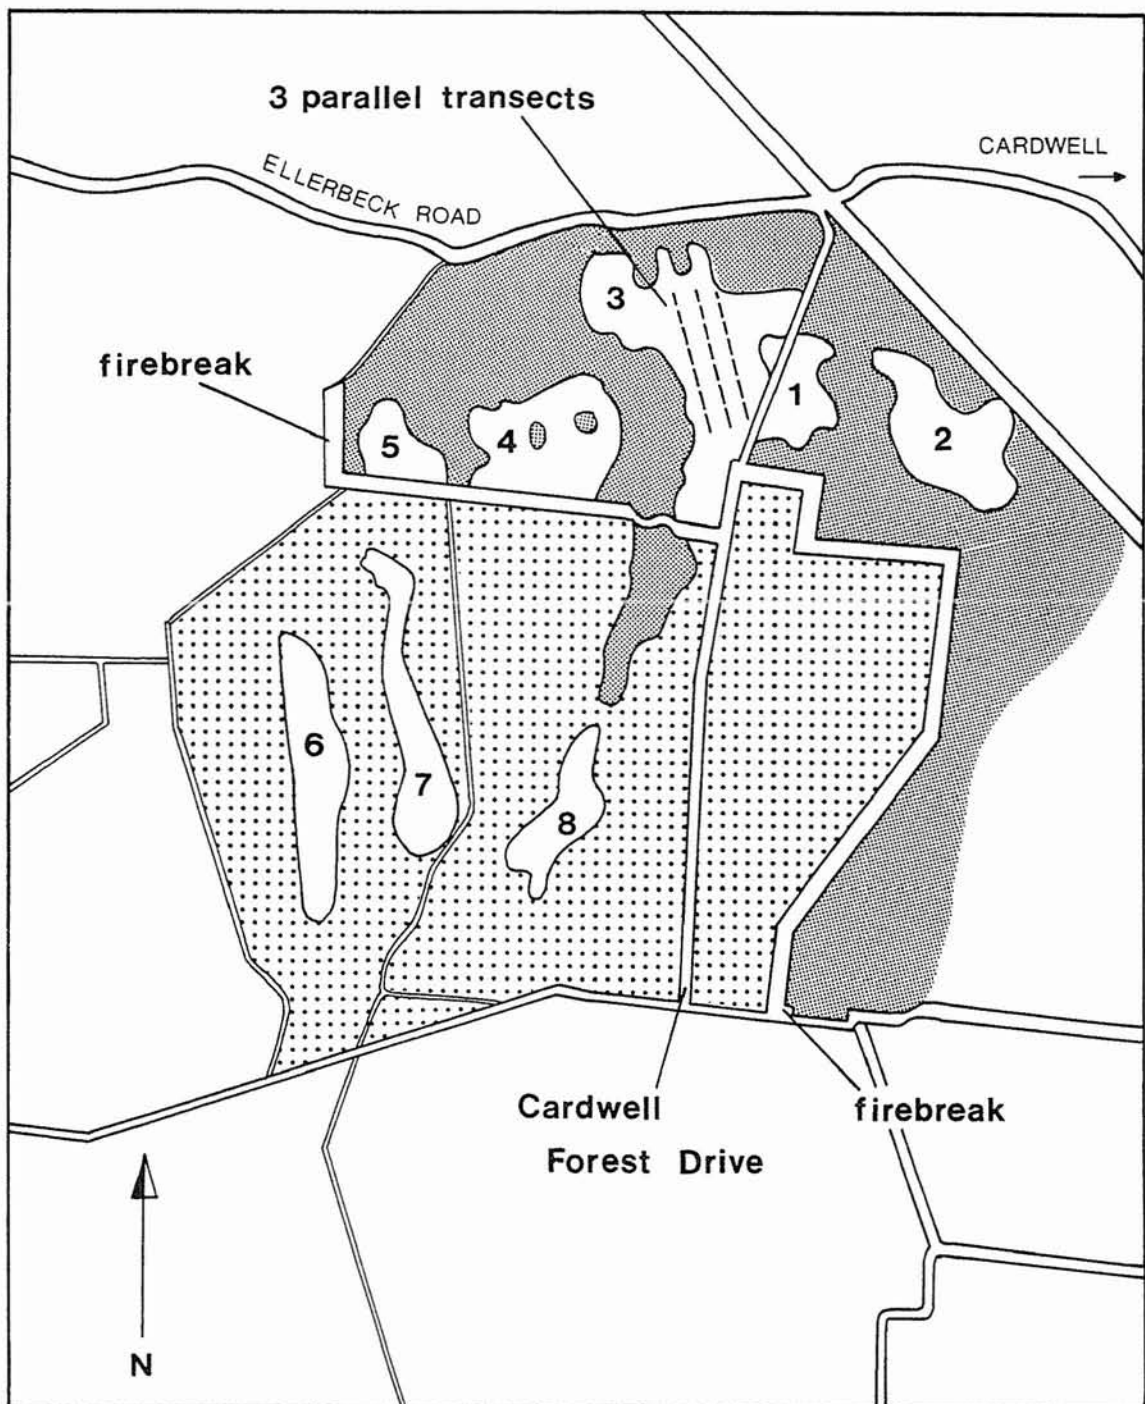 3 parallel transects
CARDWELL
ELLERBECK ROAD
3
firebreak
1
5
4
2
6
7
8
Cardwell
Forest Drive
firebreak
N